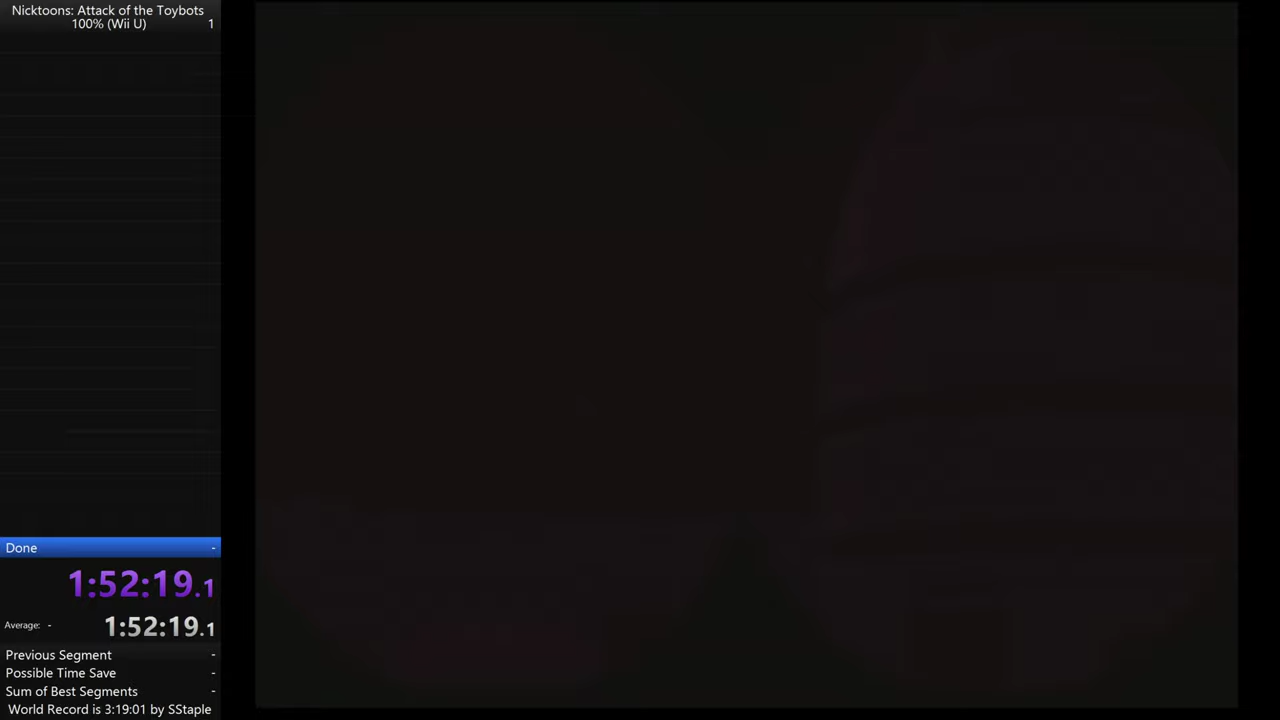 Nicktoons: Attack of the Toybots
100% (Wii U) 1
Done -
1:52:19.1
Average: - 1:52:19.1
Previous Segment -
Possible Time Save -
Sum of Best Segments -
World Record is 3:19:01 by SStaple